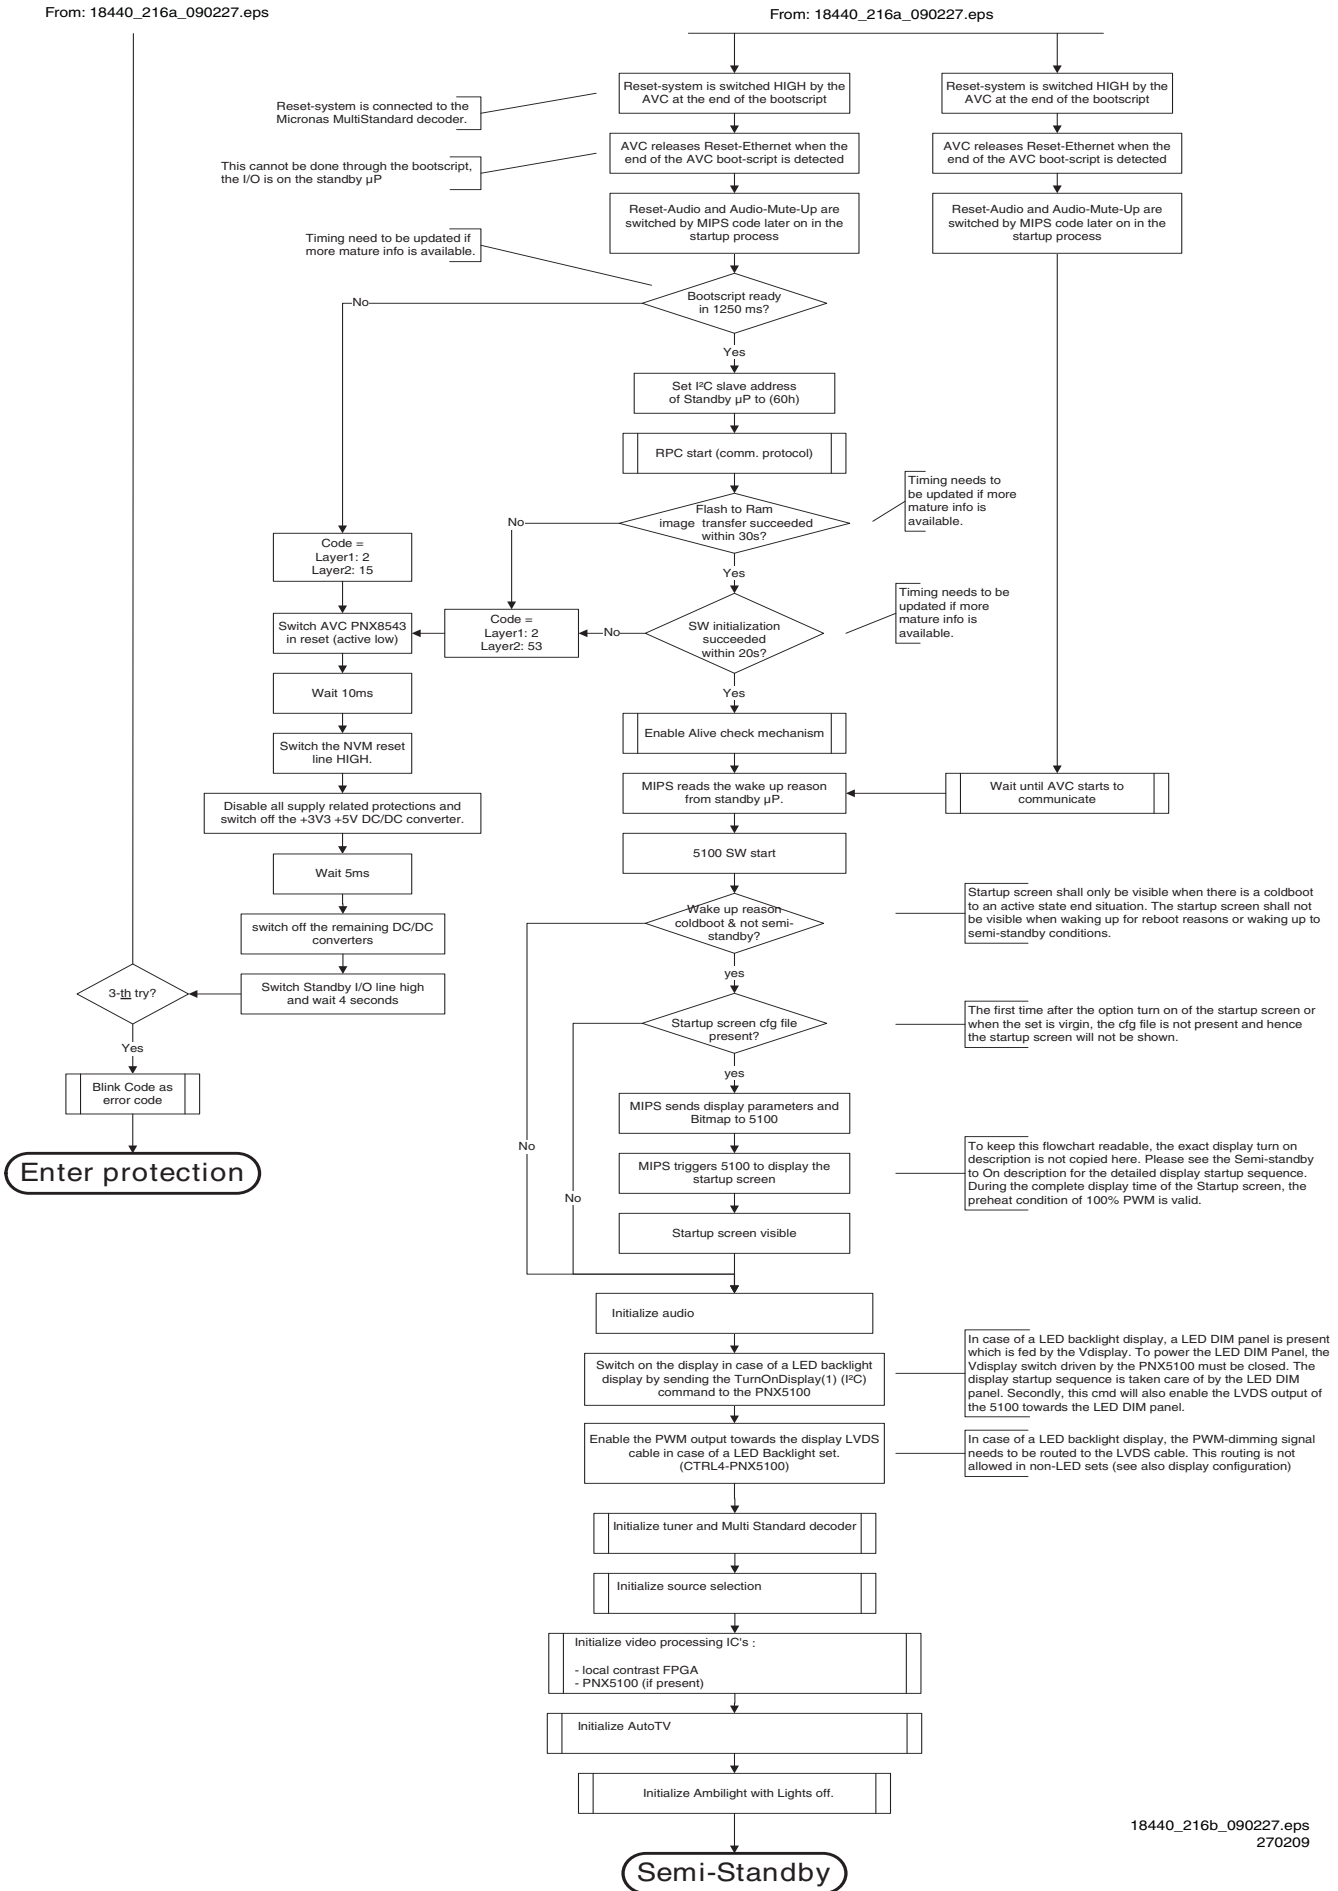 From: 18440_216a_090227.eps
From: 18440_216a_090227.eps
Reset-system is switched HIGH by the
AVC at the end of the bootscript
Reset-system is switched HIGH by the
AVC at the end of the bootscript
Reset-system is connected to the
Micronas MultiStandard decoder.
AVC releases Reset-Ethernet when the
end of the AVC boot-script is detected
AVC releases Reset-Ethernet when the
end of the AVC boot-script is detected
This cannot be done through the bootscript,
the I/O is on the standby µP
Reset-Audio and Audio-Mute-Up are
switched by MIPS code later on in the
startup process
Reset-Audio and Audio-Mute-Up are
switched by MIPS code later on in the
startup process
Timing need to be updated if
more mature info is available.
Bootscript ready
in 1250 ms?
No
Yes
Set I²C slave address
of Standby µP to (60h)
RPC start (comm. protocol)
Timing needs to
be updated if more
mature info is
available.
Flash to Ram
image transfer succeeded
within 30s?
No
Yes
Code =
Layer1: 2
Layer2: 15
Timing needs to be
updated if more
mature info is
available.
SW initialization
succeeded
within 20s?
No
Code =
Layer1: 2
Layer2: 53
Switch AVC PNX8543
in reset (active low)
Yes
Wait 10ms
Enable Alive check mechanism
Switch the NVM reset
line HIGH.
MIPS reads the wake up reason
from standby µP.
Wait until AVC starts to
communicate
Disable all supply related protections and
switch off the +3V3 +5V DC/DC converter.
5100 SW start
Wait 5ms
Wake up reason
coldboot & not semi-
standby?
Startup screen shall only be visible when there is a coldboot
to an active state end situation. The startup screen shall not
be visible when waking up for reboot reasons or waking up to
semi-standby conditions.
switch off the remaining DC/DC
converters
yes
3-th try?
Switch Standby I/O line high
and wait 4 seconds
Startup screen cfg file
present?
The first time after the option turn on of the startup screen or
when the set is virgin, the cfg file is not present and hence
the startup screen will not be shown.
Yes
yes
Blink Code as
error code
MIPS sends display parameters and
Bitmap to 5100
No
Enter protection
MIPS triggers 5100 to display the
startup screen
To keep this flowchart readable, the exact display turn on
description is not copied here. Please see the Semi-standby
to On description for the detailed display startup sequence.
During the complete display time of the Startup screen, the
preheat condition of 100% PWM is valid.
No
Startup screen visible
Initialize audio
Switch on the display in case of a LED backlight
display by sending the TurnOnDisplay(1) (I²C)
command to the PNX5100
In case of a LED backlight display, a LED DIM panel is present
which is fed by the Vdisplay. To power the LED DIM Panel, the
Vdisplay switch driven by the PNX5100 must be closed. The
display startup sequence is taken care of by the LED DIM
panel. Secondly, this cmd will also enable the LVDS output of
the 5100 towards the LED DIM panel.
Enable the PWM output towards the display LVDS
cable in case of a LED Backlight set.
(CTRL4-PNX5100)
In case of a LED backlight display, the PWM-dimming signal
needs to be routed to the LVDS cable. This routing is not
allowed in non-LED sets (see also display configuration)
Initialize tuner and Multi Standard decoder
Initialize source selection
Initialize video processing IC's :
- local contrast FPGA
- PNX5100 (if present)
Initialize AutoTV
Initialize Ambilight with Lights off.
Semi-Standby
18440_216b_090227.eps
270209